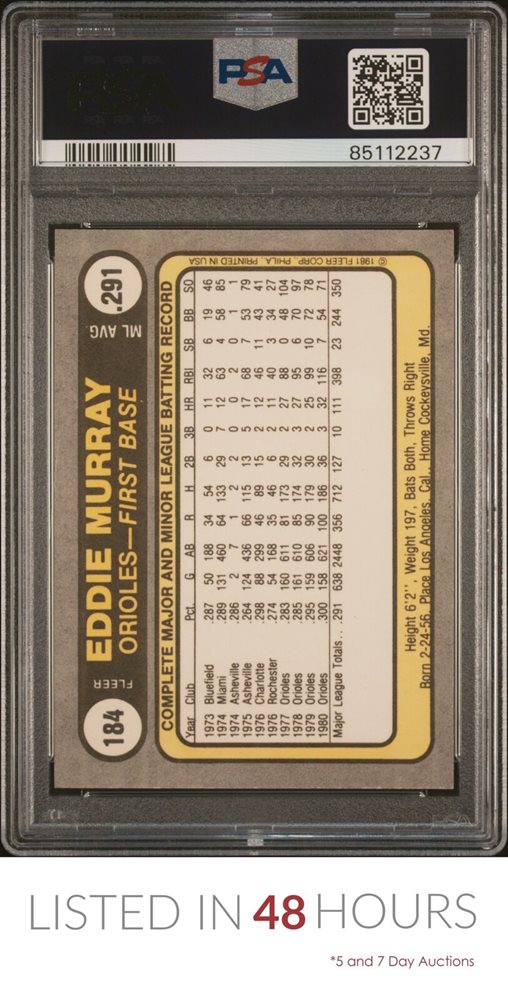 PSA
85112237
184
FLEER
EDDIE MURRAY
ORIOLES—FIRST BASE
ML AVG.
.291
COMPLETE MAJOR AND MINOR LEAGUE BATTING RECORD
Year Club Pct. G AB R H 2B 3B HR RBI SB BB SO
1973 Bluefield .287 50 188 34 54 6 0 11 32 6 19 46
1974 Miami .289 131 460 64 133 29 7 12 63 4 58 85
1974 Asheville .286 2 7 1 2 2 0 0 2 0 1 1
1975 Asheville .264 124 436 66 115 13 5 17 68 7 53 79
1976 Charlotte .298 88 299 46 89 15 2 12 46 11 43 41
1976 Rochester .274 54 168 35 46 6 2 11 40 3 34 27
1977 Orioles .283 160 611 81 173 29 2 27 88 0 48 104
1978 Orioles .285 161 610 85 174 32 3 27 95 6 70 97
1979 Orioles .295 159 606 90 179 30 2 25 99 10 72 78
1980 Orioles .300 158 621 100 186 36 3 32 116 7 54 71
Major League Totals . . .291 638 2448 356 712 127 10 111 398 23 244 350
Height 6'2'', Weight 197, Bats Both, Throws Right
Born 2-24-56, Place Los Angeles, Cal., Home Cockeysville, Md.
© 1981 FLEER CORP. PHILA. PRINTED IN USA
LISTED IN 48 HOURS
*5 and 7 Day Auctions